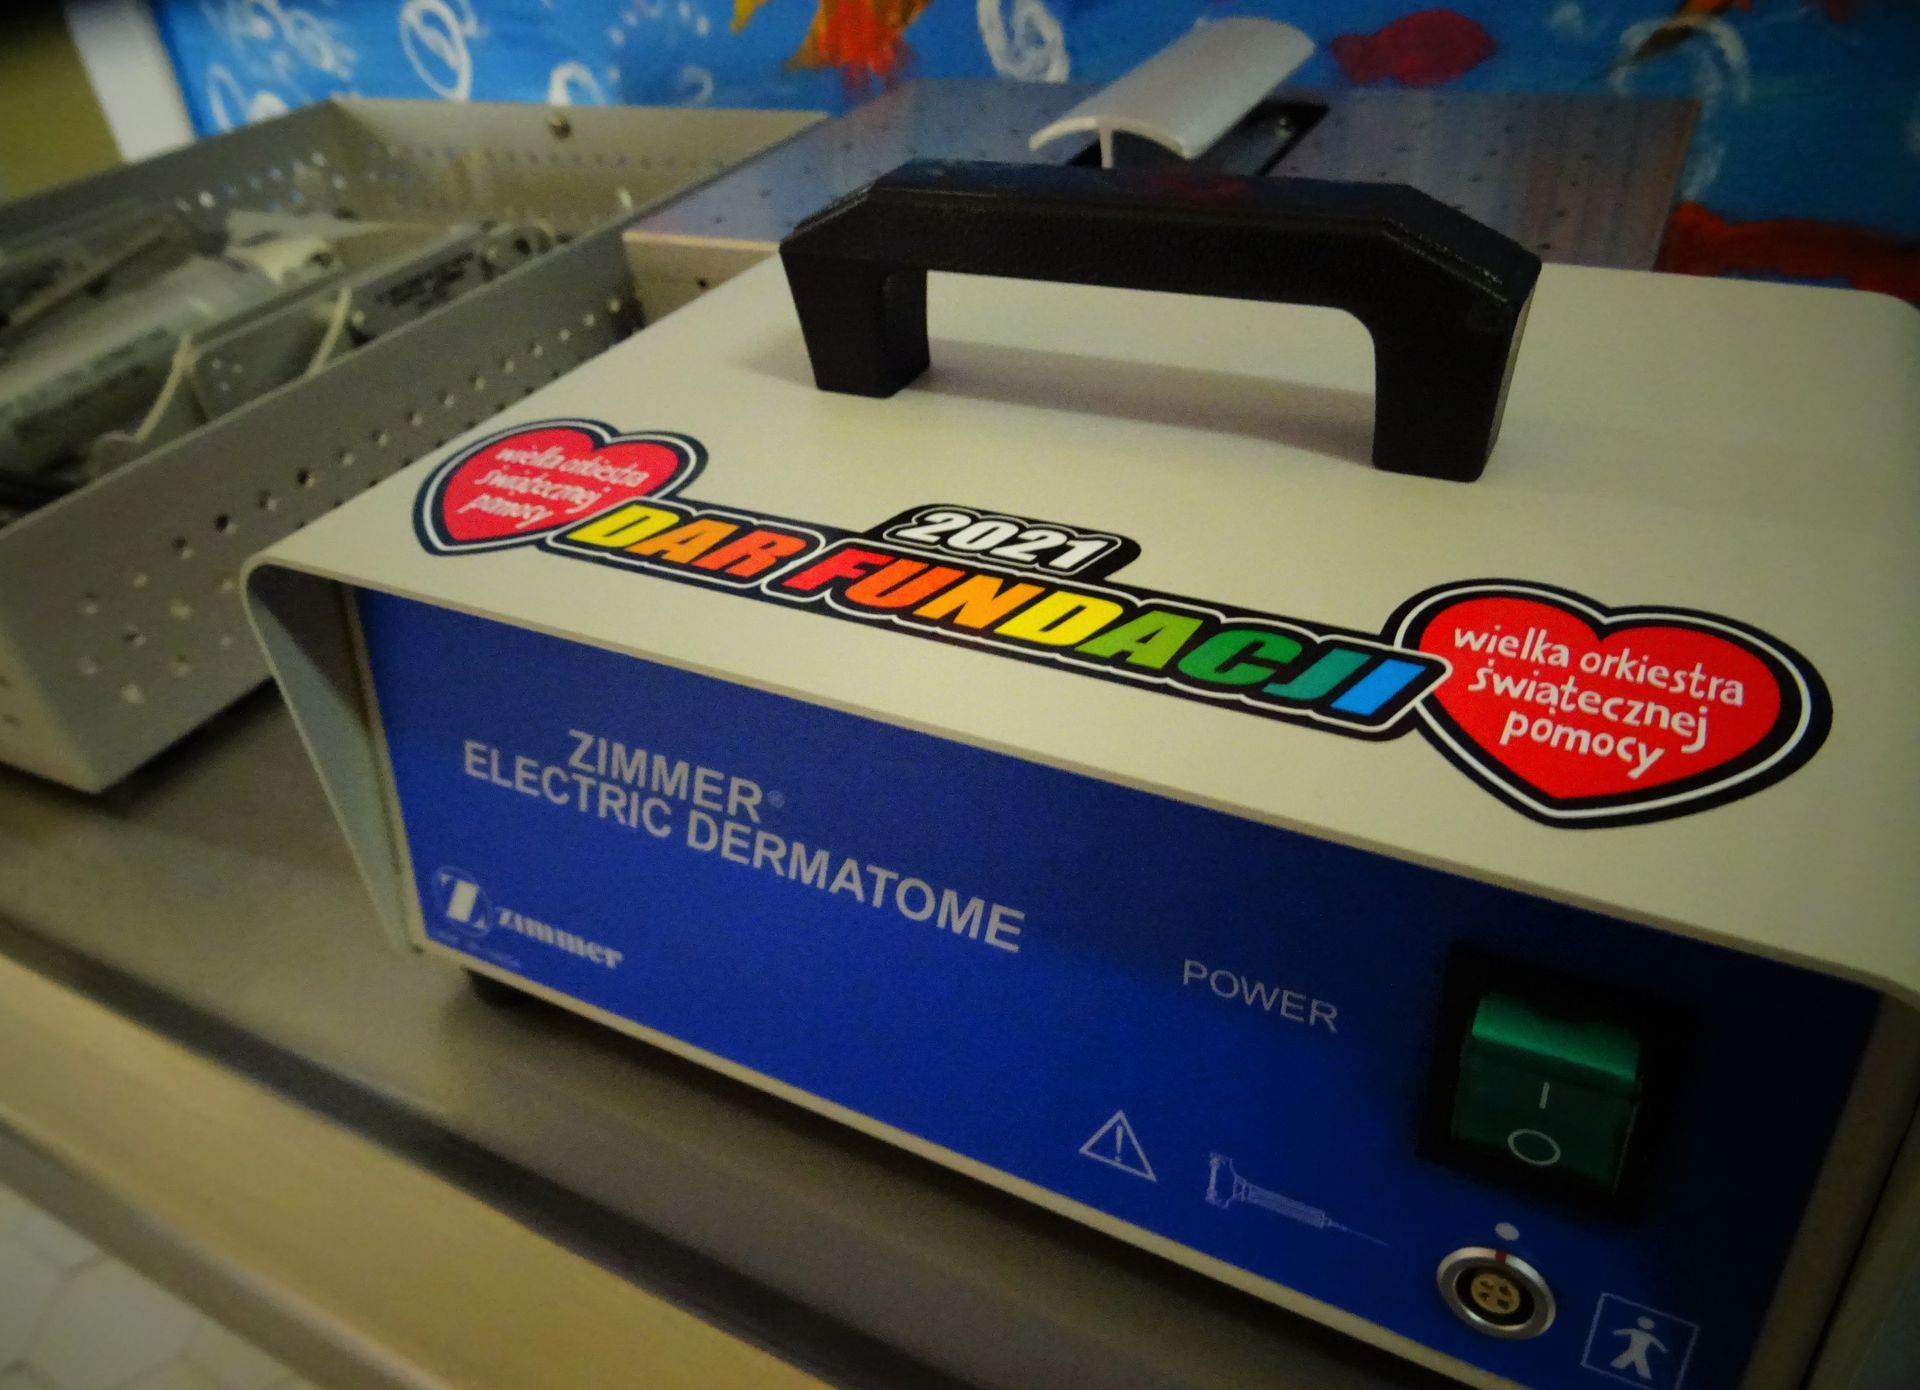 wielka orkiestra
świątecznej
pomocy
2021
DAR FUNDACJI
wielka orkiestra
świątecznej
pomocy
ZIMMER®
ELECTRIC DERMATOME
Z zimmer
POWER